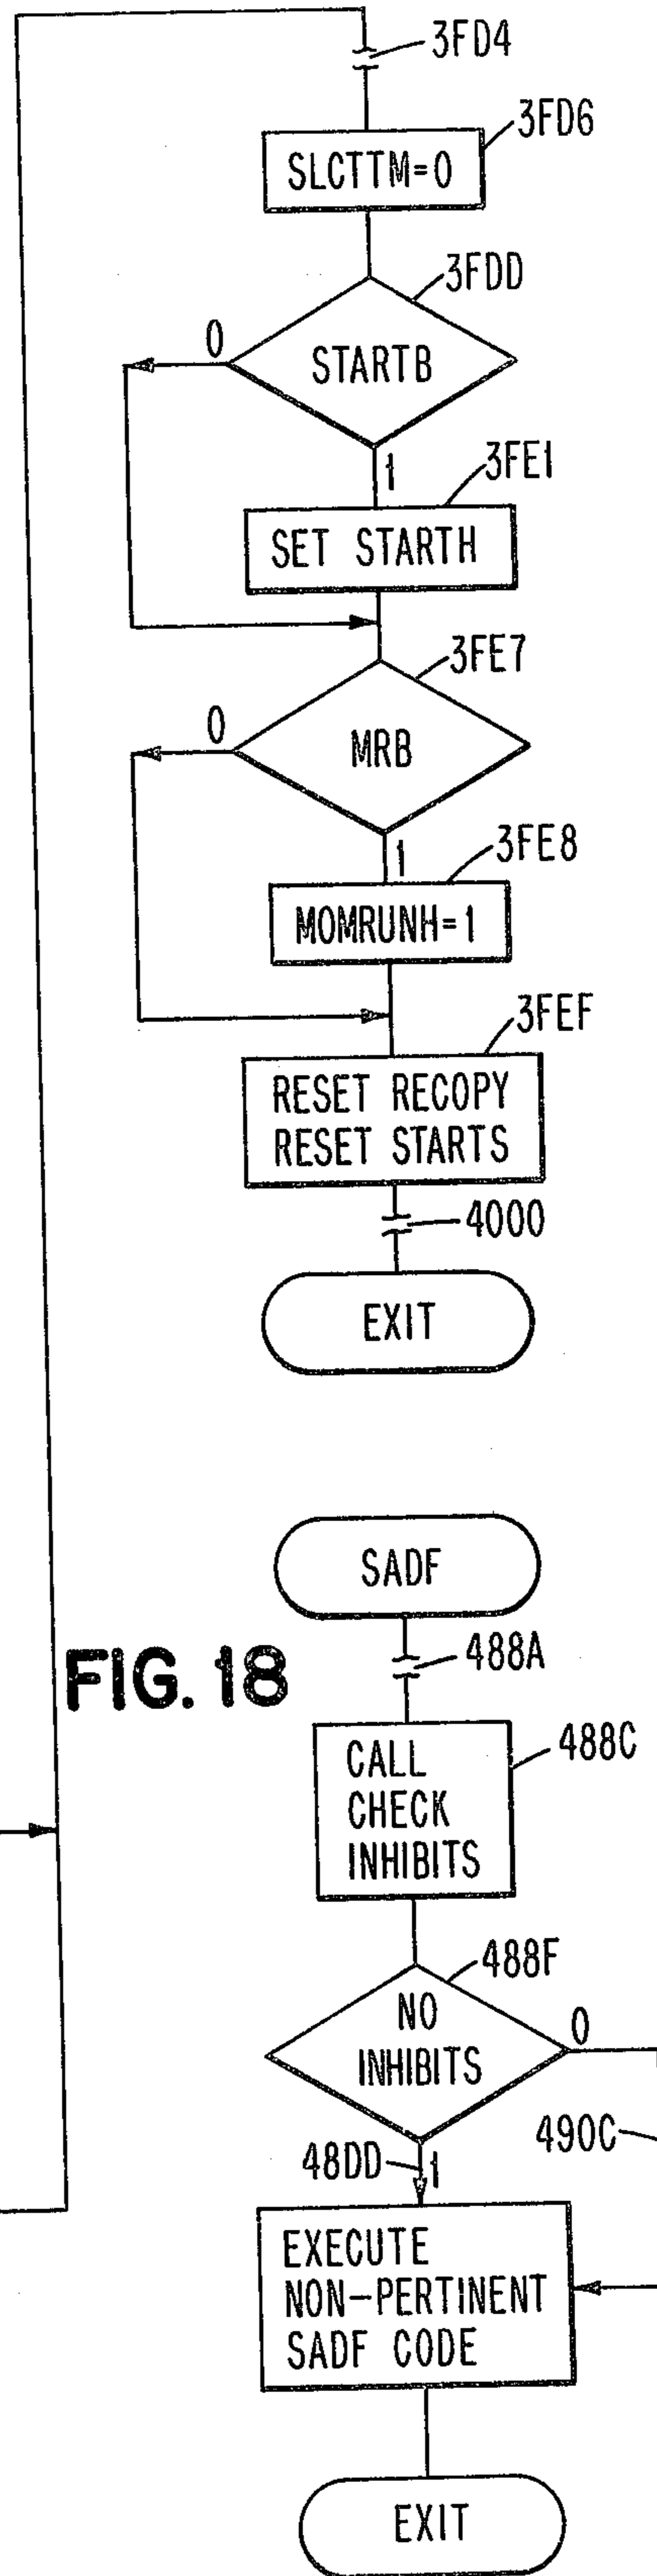 3FD4
3FD6
SLCTTM=0
3FDD
0
STARTB
1
3FE1
SET STARTH
3FE7
0
MRB
1
3FE8
MOMRUNH=1
3FEF
RESET RECOPY
RESET STARTS
4000
EXIT
SADF
488A
FIG. 18
488C
CALL
CHECK
INHIBITS
488F
NO
INHIBITS
0
490C
48DD
1
EXECUTE
NON-PERTINENT
SADF CODE
EXIT